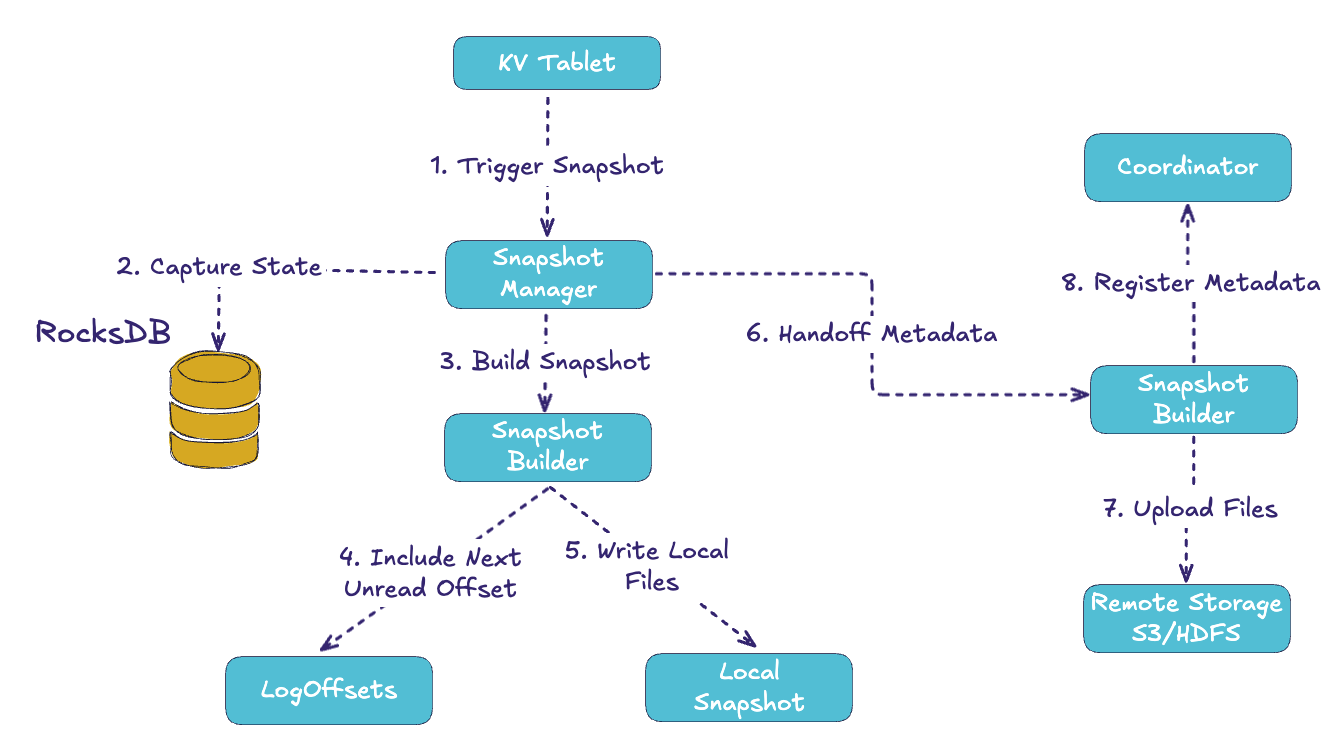 KV Tablet
1. Trigger Snapshot
Coordinator
Snapshot
Manager
2. Capture State
8. Register Metadata
RocksDB
6. Handoff Metadata
3. Build Snapshot
Snapshot
Builder
Snapshot
Builder
7. Upload Files
4. Include Next
Unread Offset
5. Write Local
Files
Remote Storage
S3/HDFS
LogOffsets
Local
Snapshot